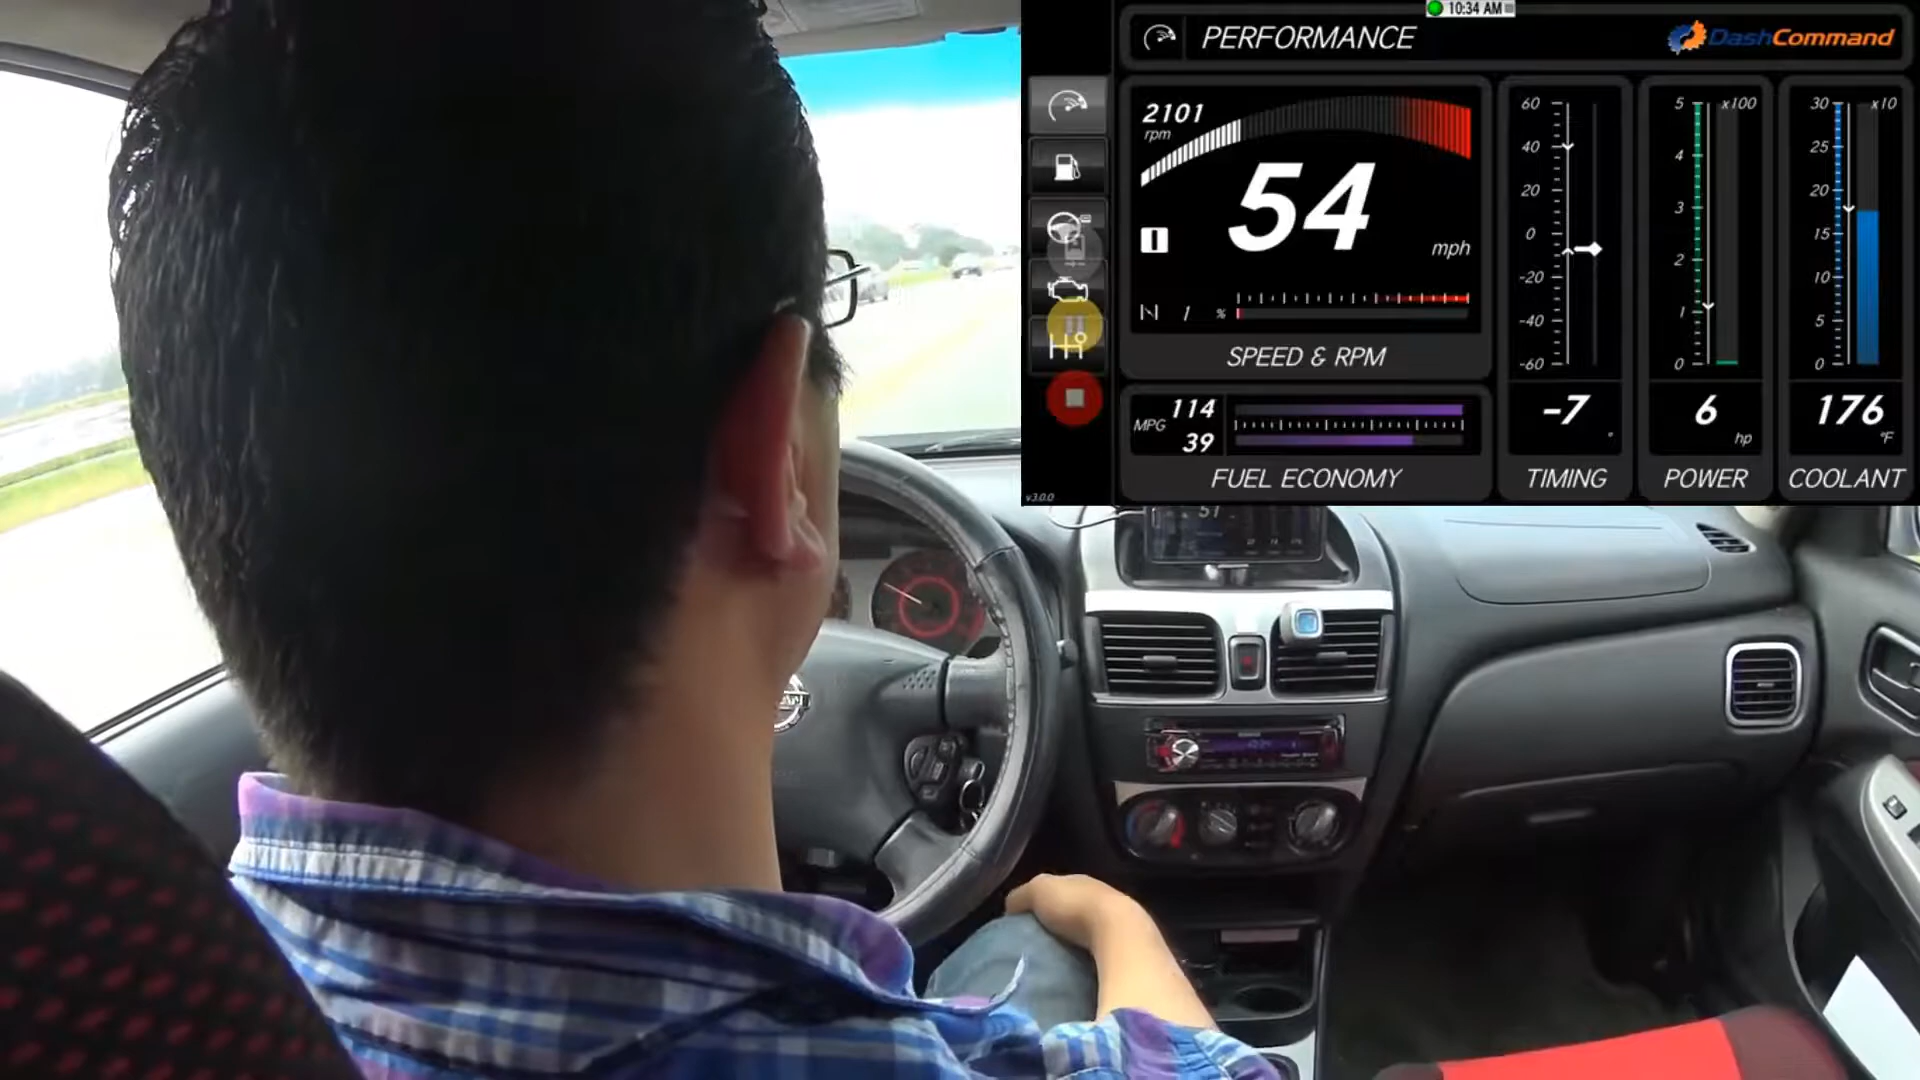 10:34 AM
PERFORMANCE
DashCommand
2101
rpm
54
mph
1 %
SPEED & RPM
MPG 114
39
FUEL ECONOMY
60
40
20
0
-20
-40
-60
-7 °
TIMING
5 x100
4
3
2
1
0
6
hp
POWER
30 x10
25
20
15
10
5
0
176
°F
COOLANT
v3.0.0
51